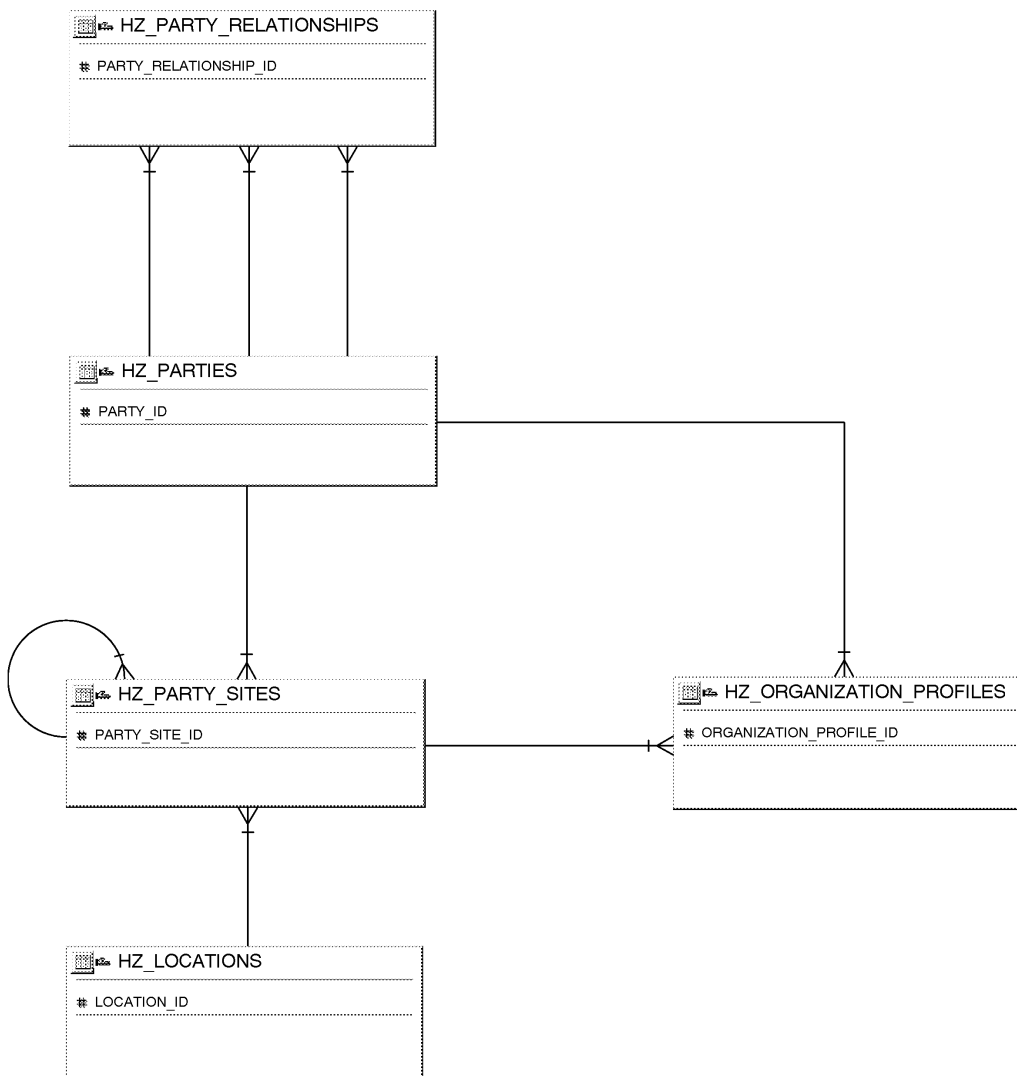 HZ_PARTY_RELATIONSHIPS
# PARTY_RELATIONSHIP_ID
HZ_PARTIES
# PARTY_ID
HZ_PARTY_SITES
# PARTY_SITE_ID
HZ_ORGANIZATION_PROFILES
# ORGANIZATION_PROFILE_ID
HZ_LOCATIONS
# LOCATION_ID